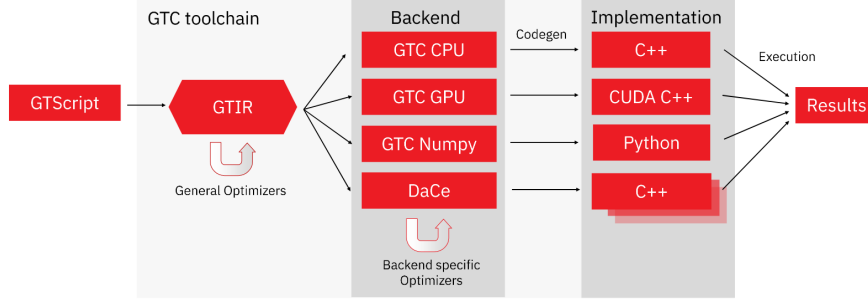 GTC toolchain
Backend
Implementation
GTScript
GTIR
General Optimizers
GTC CPU
GTC GPU
GTC Numpy
DaCe
Backend specific
Optimizers
Codegen
C++
CUDA C++
Python
C++
Execution
Results